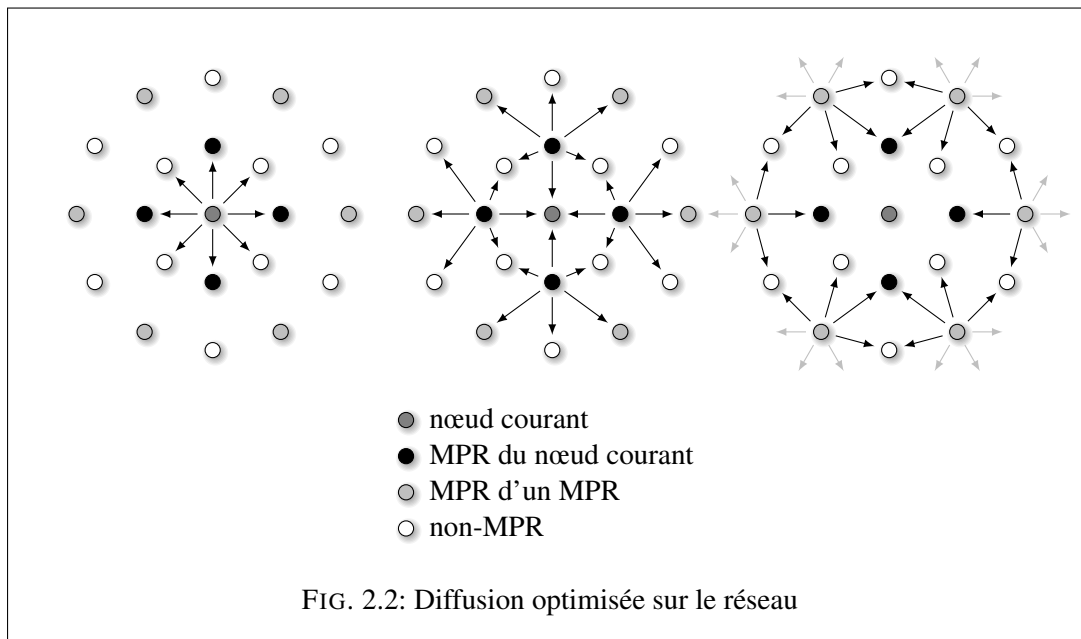 nœud courant
MPR du nœud courant
MPR d'un MPR
non-MPR
FIG. 2.2: Diffusion optimisée sur le réseau